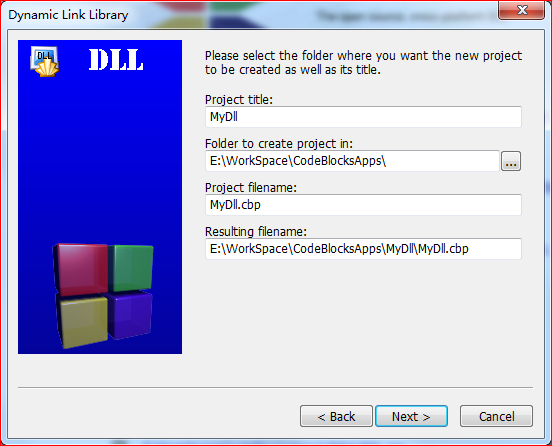 Dynamic Link Library
DLL
DLL
Please select the folder where you want the new project
to be created as well as its title.
Project title:
MyDll
Folder to create project in:
E:\WorkSpace\CodeBlocksApps\
...
Project filename:
MyDll.cbp
Resulting filename:
E:\WorkSpace\CodeBlocksApps\MyDll\MyDll.cbp
< Back
Next >
Cancel